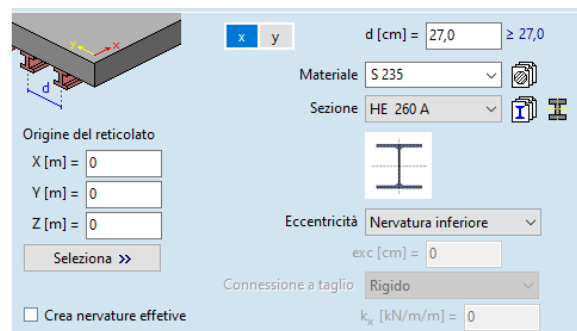 x y
d [cm] = 27,0 ≥ 27,0
Materiale S 235
Sezione HE 260 A
y x
d
Origine del reticolato
X [m] = 0
Y [m] = 0
Z [m] = 0
Seleziona >>
Eccentricità Nervatura inferiore
exc [cm] = 0
Connessione a taglio Rigido
Crea nervature effetive
kx [kN/m/m] = 0